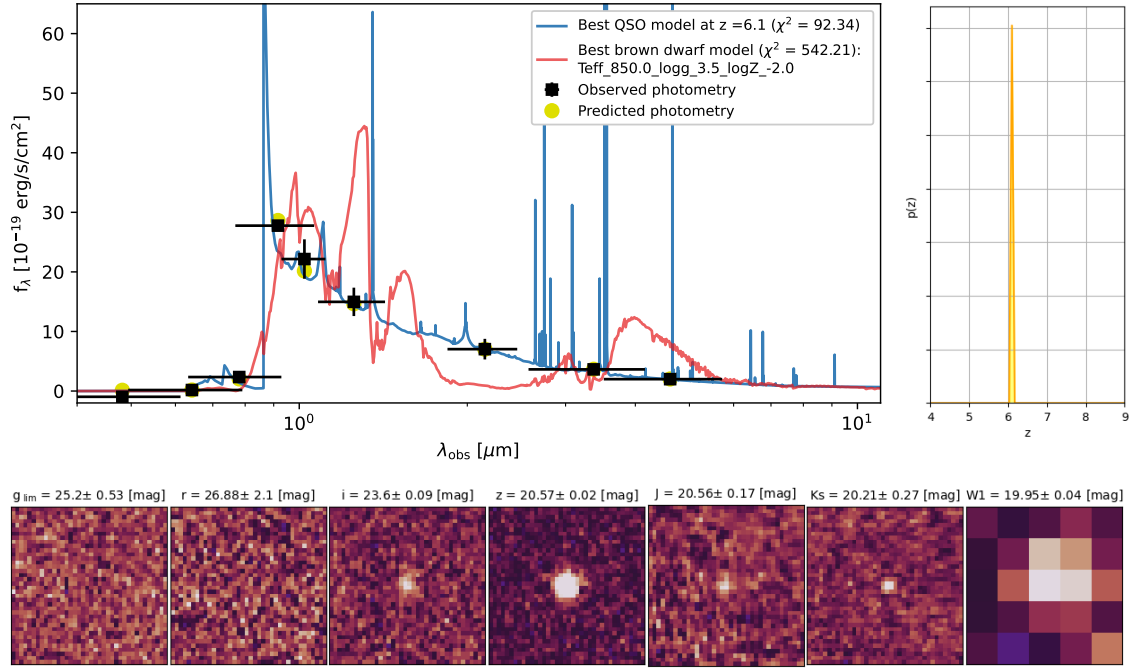 60
50
40
30
20
10
0
f_λ [10⁻¹⁹ erg/s/cm²]
Best QSO model at z =6.1 (χ² = 92.34)
Best brown dwarf model (χ² = 542.21):
Teff_850.0_logg_3.5_logZ_-2.0
Observed photometry
Predicted photometry
10⁰
10¹
λ_obs [μm]
p(z)
4 5 6 7 8 9
z
g_lim = 25.2± 0.53 [mag]
r = 26.88± 2.1 [mag]
i = 23.6± 0.09 [mag]
z = 20.57± 0.02 [mag]
J = 20.56± 0.17 [mag]
Ks = 20.21± 0.27 [mag]
W1 = 19.95± 0.04 [mag]